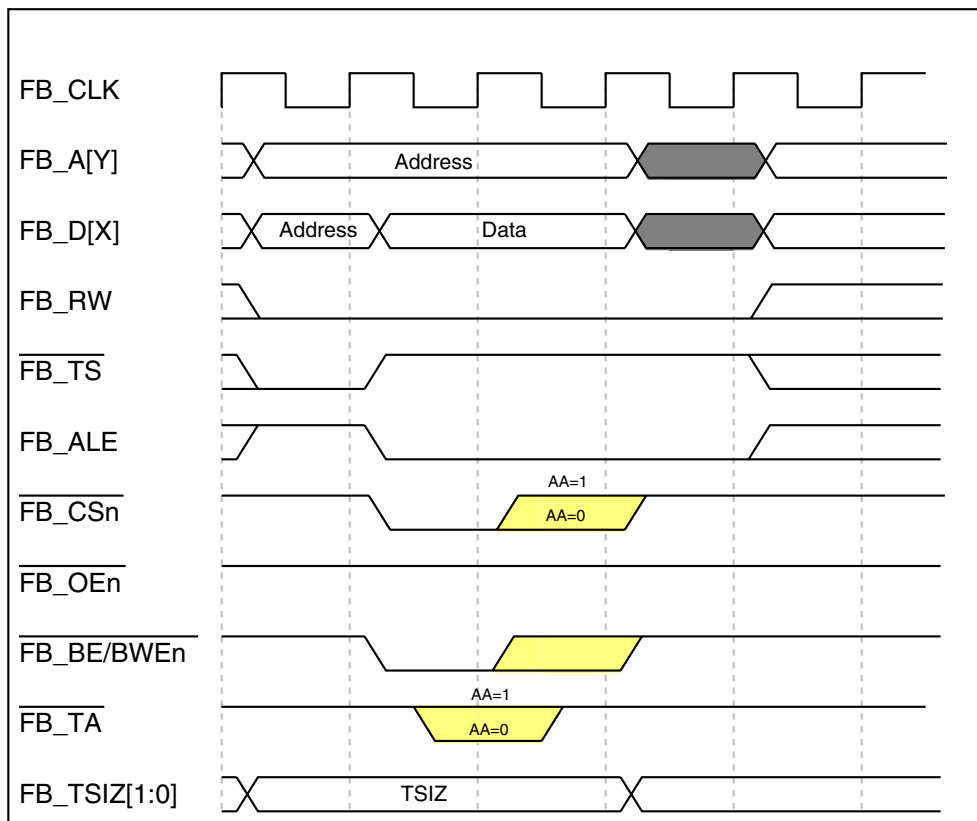 FB_CLK
FB_A[Y]
Address
FB_D[X]
Address
Data
FB_RW
FB_TS
FB_ALE
AA=1
FB_CSn
AA=0
FB_OEn
FB_BE/BWEn
AA=1
FB_TA
AA=0
FB_TSIZ[1:0]
TSIZ